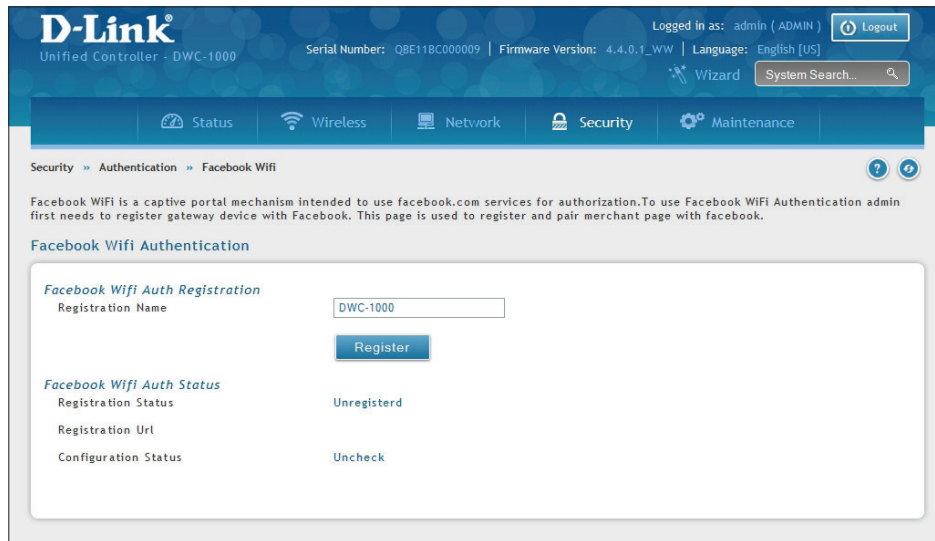 D-Link®
Unified Controller - DWC-1000
Logged in as: admin ( ADMIN ) Logout
Serial Number: QBE11BC000009 | Firmware Version: 4.4.0.1_WW | Language: English [US]
Wizard System Search...
Status Wireless Network Security Maintenance
Security » Authentication » Facebook Wifi
?
Facebook WiFi is a captive portal mechanism intended to use facebook.com services for authorization.To use Facebook WiFi Authentication admin
first needs to register gateway device with Facebook. This page is used to register and pair merchant page with facebook.
Facebook Wifi Authentication
Facebook Wifi Auth Registration
Registration Name DWC-1000
Register
Facebook Wifi Auth Status
Registration Status Unregisterd
Registration Url
Configuration Status Uncheck